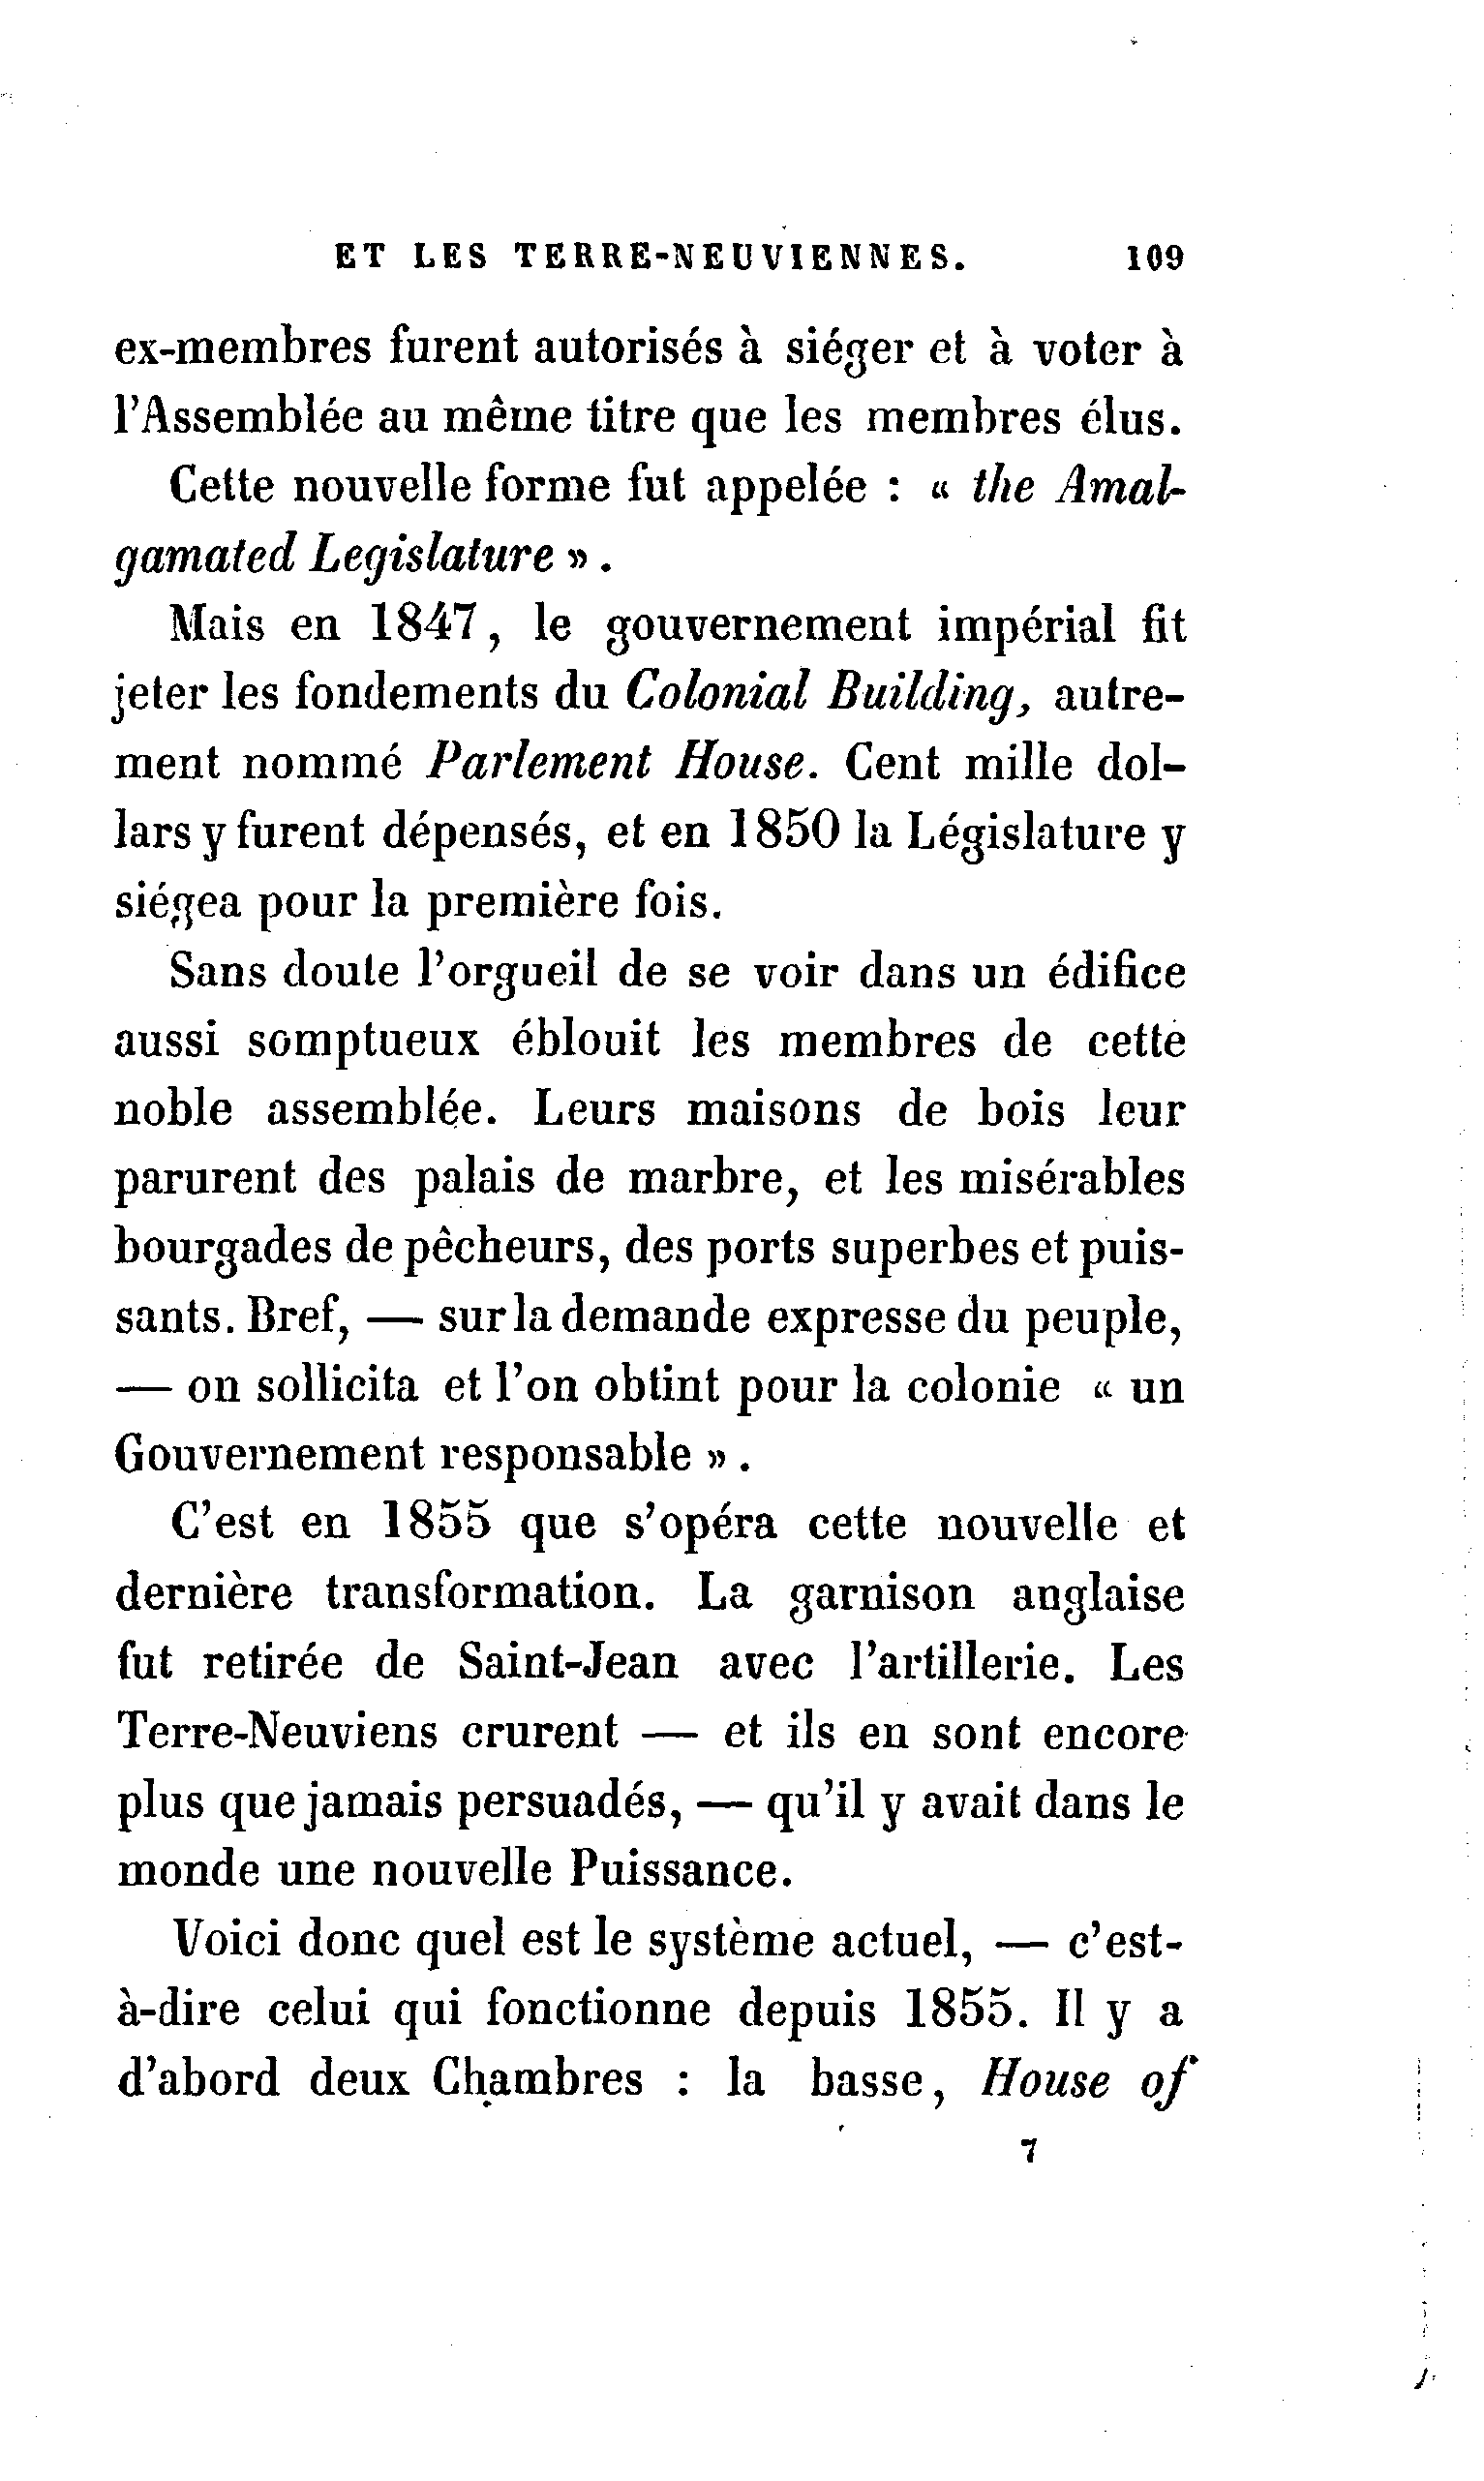 ET LES TERRE-NEUVIENNES. 109
ex-membres furent autorisés à siéger et à voter à
l'Assemblée au même titre que les membres élus.
Cette nouvelle forme fut appelée : « the Amal-
gamated Legislature ».
Mais en 1847, le gouvernement impérial fit
jeter les fondements du Colonial Building, autre-
ment nommé Parlement House. Cent mille dol-
lars y furent dépensés, et en 1850 la Législature y
siégea pour la première fois.
Sans doute l'orgueil de se voir dans un édifice
aussi somptueux éblouit les membres de cette
noble assemblée. Leurs maisons de bois leur
parurent des palais de marbre, et les misérables
bourgades de pêcheurs, des ports superbes et puis-
sants. Bref, — sur la demande expresse du peuple,
— on sollicita et l'on obtint pour la colonie « un
Gouvernement responsable ».
C'est en 1855 que s'opéra cette nouvelle et
dernière transformation. La garnison anglaise
fut retirée de Saint-Jean avec l'artillerie. Les
Terre-Neuviens crurent — et ils en sont encore
plus que jamais persuadés, — qu'il y avait dans le
monde une nouvelle Puissance.
Voici donc quel est le système actuel, — c'est-
à-dire celui qui fonctionne depuis 1855. Il y a
d'abord deux Chambres : la basse, House of
7